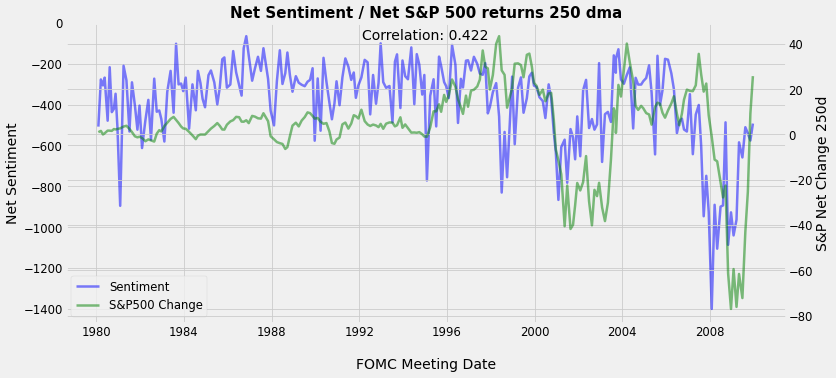 Net Sentiment / Net S&P 500 returns 250 dma
Correlation: 0.422
0
−200
−400
−600
−800
−1000
−1200
−1400
Net Sentiment
40
20
0
−20
−40
−60
−80
S&P Net Change 250d
Sentiment
S&P500 Change
1980 1984 1988 1992 1996 2000 2004 2008
FOMC Meeting Date